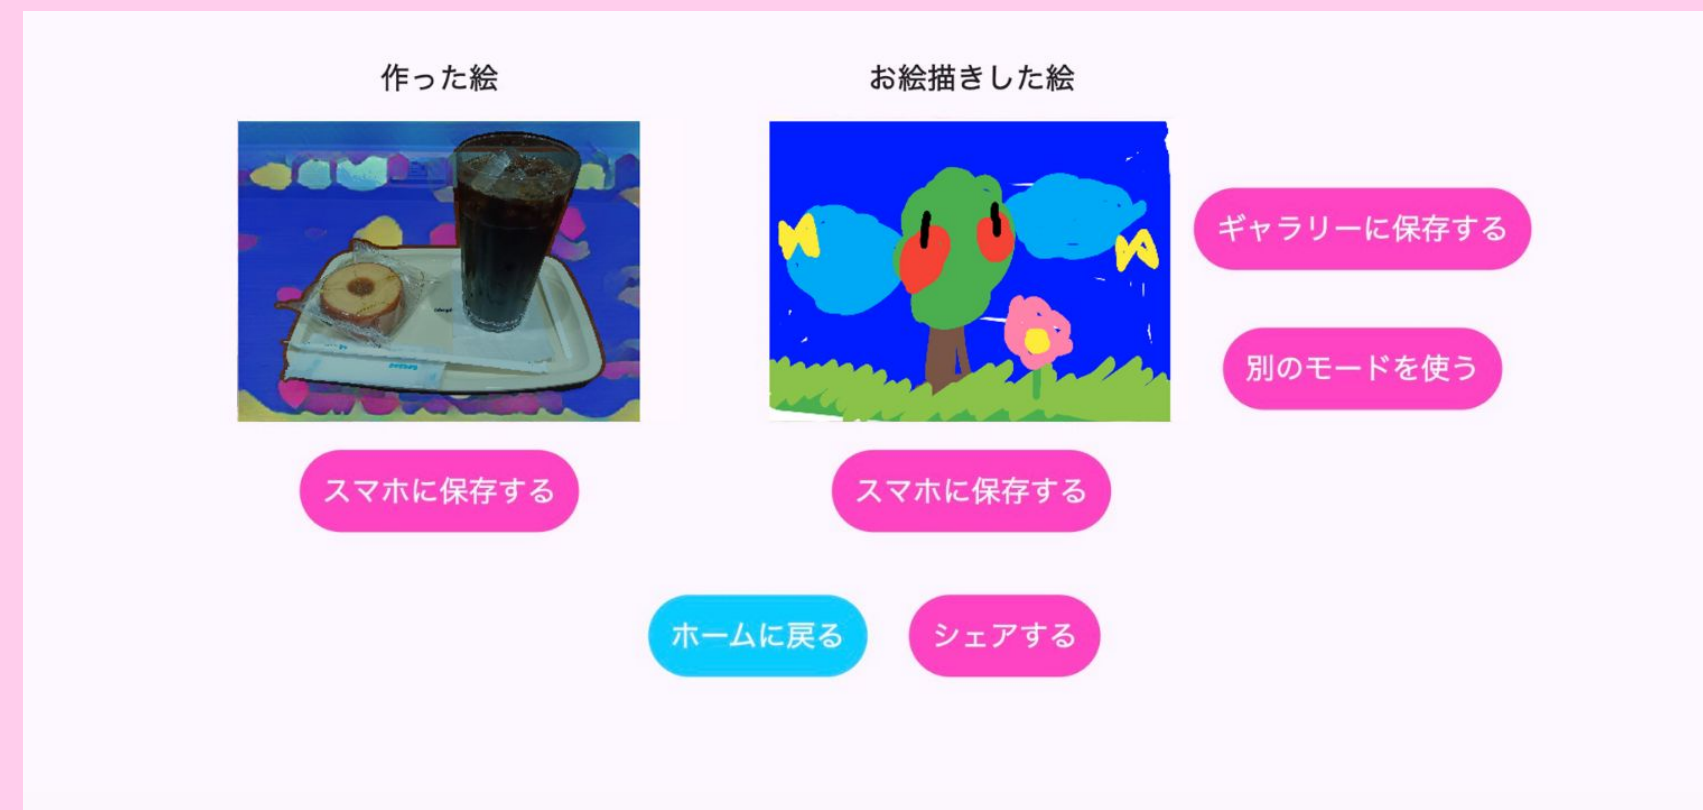 作った絵
お絵描きした絵
ギャラリーに保存する
別のモードを使う
スマホに保存する
スマホに保存する
ホームに戻る
シェアする